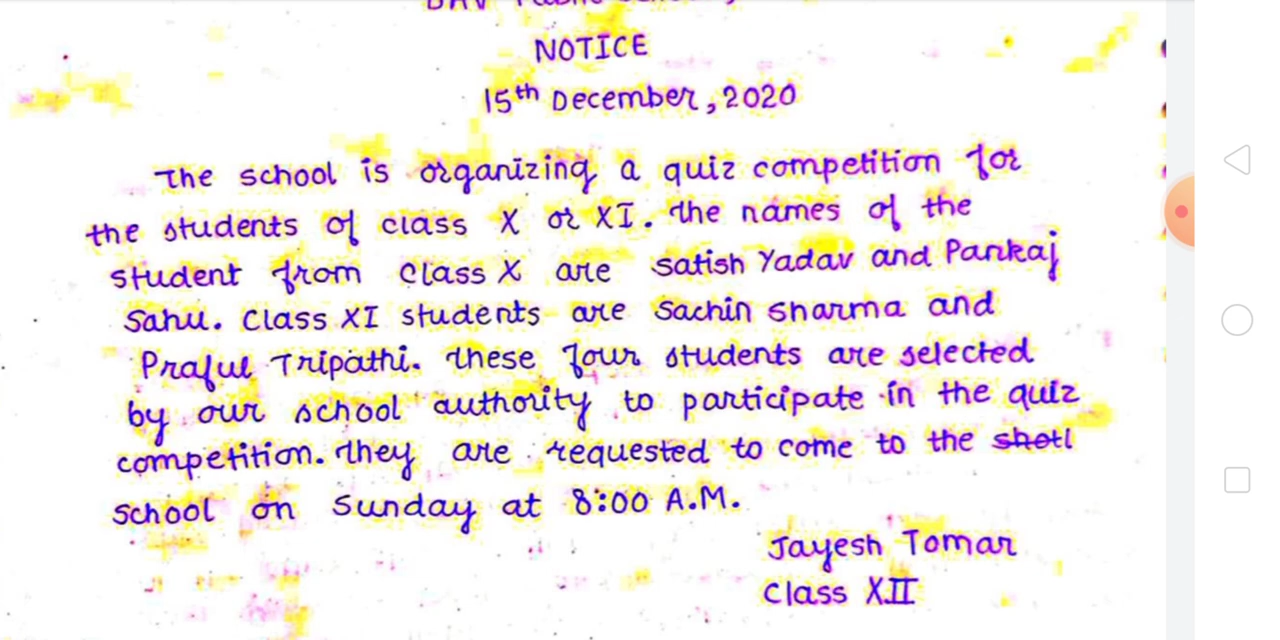 NOTICE
15th December, 2020
The school is organizing a quiz competition for
the students of class X or XI. The names of the
student from class X are Satish Yadav and Pankaj
Sahu. Class XI students are Sachin Sharma and
Praful Tripathi. These four students are selected
by our school authority to participate in the quiz
competition. They are requested to come to the shotl
school on Sunday at 8:00 A.M.
Jayesh Tomar
Class XII